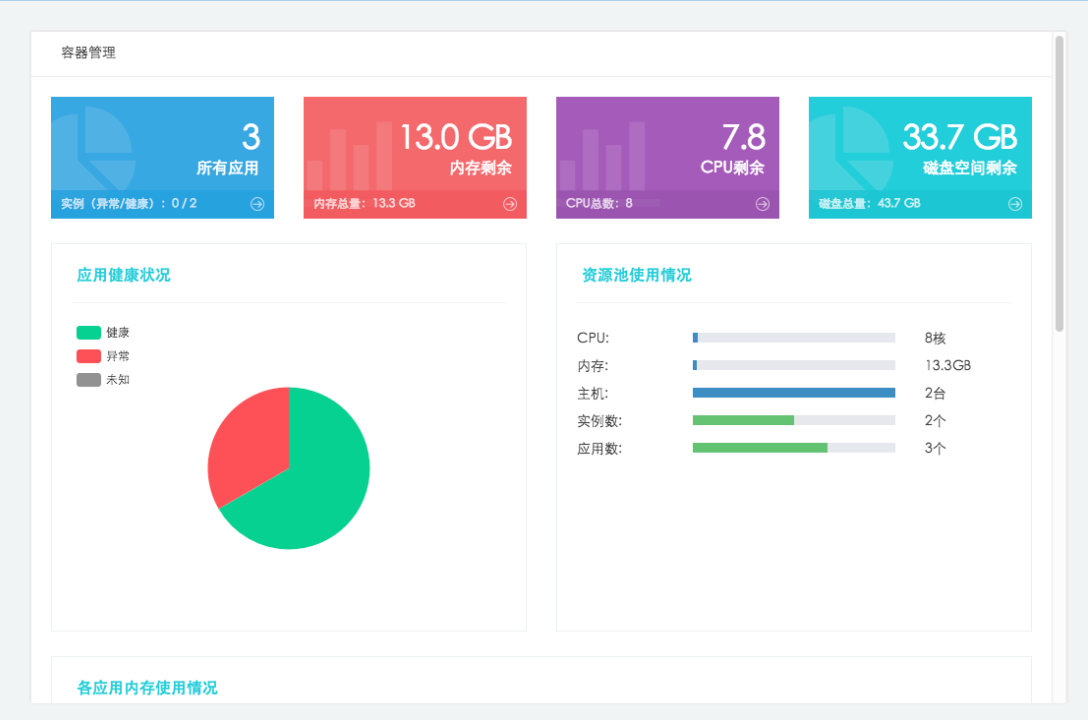 容器管理
3
所有应用
实例（异常/健康）: 0 / 2
13.0 GB
内存剩余
内存总量: 13.3 GB
7.8
CPU剩余
CPU总数: 8
33.7 GB
磁盘空间剩余
磁盘总量: 43.7 GB
应用健康状况
健康
异常
未知
资源池使用情况
CPU: 8核
内存: 13.3GB
主机: 2台
实例数: 2个
应用数: 3个
各应用内存使用情况